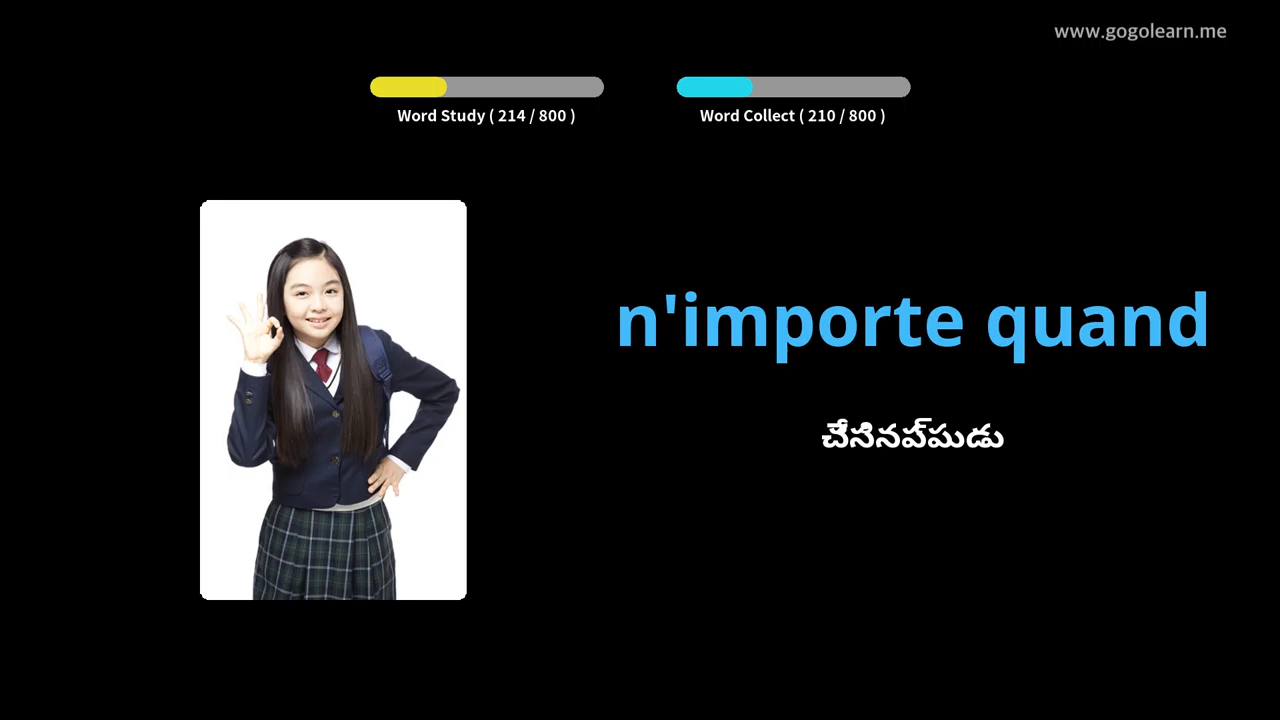 www.gogolearn.me
Word Study ( 214 / 800 )
Word Collect ( 210 / 800 )
n'importe quand
చేసినప్పుడు